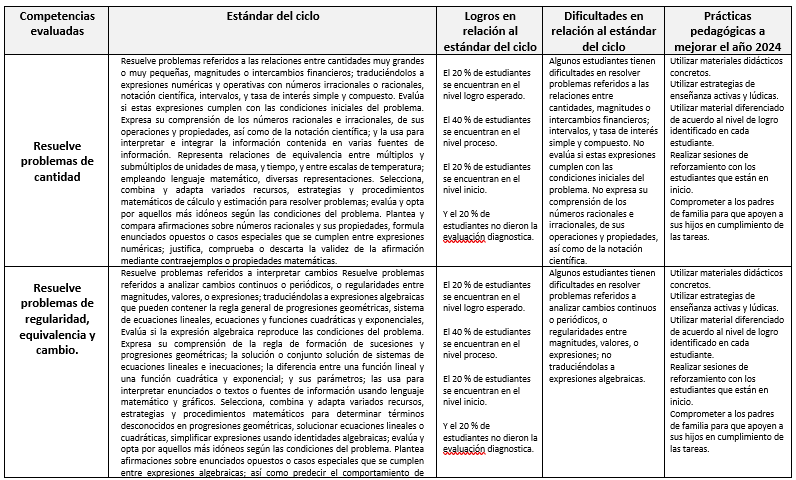 Competencias
evaluadas
Estándar del ciclo
Logros en
relación al
estándar del ciclo
Dificultades en
relación al estándar
del ciclo
Prácticas
pedagógicas a
mejorar el año 2024
Resuelve
problemas de
cantidad
Resuelve problemas referidos a las relaciones entre cantidades muy grandes
o muy pequeñas, magnitudes o intercambios financieros; traduciéndolos a
expresiones numéricas y operativas con números irracionales o racionales,
notación científica, intervalos, y tasa de interés simple y compuesto. Evalúa
si estas expresiones cumplen con las condiciones iniciales del problema.
Expresa su comprensión de los números racionales e irracionales, de sus
operaciones y propiedades, así como de la notación científica; y la usa para
interpretar e integrar la información contenida en varias fuentes de
información. Representa relaciones de equivalencia entre múltiplos y
submúltiplos de unidades de masa, y tiempo, y entre escalas de temperatura;
empleando lenguaje matemático, diversas representaciones. Selecciona,
combina y adapta variados recursos, estrategias y procedimientos
matemáticos de cálculo y estimación para resolver problemas; evalúa y opta
por aquellos más idóneos según las condiciones del problema. Plantea y
compara afirmaciones sobre números racionales y sus propiedades, formula
enunciados opuestos o casos especiales que se cumplen entre expresiones
numéricas; justifica, comprueba o descarta la validez de la afirmación
mediante contraejemplos o propiedades matemáticas.
El 20 % de estudiantes
se encuentran en el
nivel logro esperado.
El 40 % de estudiantes
se encuentran en el
nivel proceso.
El 20 % de estudiantes
se encuentran en el
nivel inicio.
Y el 20 % de
estudiantes no dieron la
evaluación diagnostica.
Algunos estudiantes tienen
dificultades en resolver
problemas referidos a las
relaciones entre
cantidades, magnitudes o
intercambios financieros;
intervalos, y tasa de interés
simple y compuesto. No
evalúa si estas expresiones
cumplen con las
condiciones iniciales del
problema. No expresa su
comprensión de los
números racionales e
irracionales, de sus
operaciones y propiedades,
así como de la notación
científica.
Utilizar materiales didácticos
concretos.
Utilizar estrategias de
enseñanza activas y lúdicas.
Utilizar material diferenciado
de acuerdo al nivel de logro
identificado en cada
estudiante.
Realizar sesiones de
reforzamiento con los
estudiantes que están en
inicio.
Comprometer a los padres
de familia para que apoyen a
sus hijos en cumplimiento de
las tareas.
Resuelve
problemas de
regularidad,
equivalencia y
cambio.
Resuelve problemas referidos a interpretar cambios Resuelve problemas
referidos a analizar cambios continuos o periódicos, o regularidades entre
magnitudes, valores, o expresiones; traduciéndolas a expresiones algebraicas
que pueden contener la regla general de progresiones geométricas, sistema
de ecuaciones lineales, ecuaciones y funciones cuadráticas y exponenciales,
Evalúa si la expresión algebraica reproduce las condiciones del problema.
Expresa su comprensión de la regla de formación de sucesiones y
progresiones geométricas; la solución o conjunto solución de sistemas de
ecuaciones lineales e inecuaciones; la diferencia entre una función lineal y
una función cuadrática y exponencial; y sus parámetros; las usa para
interpretar enunciados o textos o fuentes de información usando lenguaje
matemático y gráficos. Selecciona, combina y adapta variados recursos,
estrategias y procedimientos matemáticos para determinar términos
desconocidos en progresiones geométricas, solucionar ecuaciones lineales o
cuadráticas, simplificar expresiones usando identidades algebraicas; evalúa y
opta por aquellos más idóneos según las condiciones del problema. Plantea
afirmaciones sobre enunciados opuestos o casos especiales que se cumplen
entre expresiones algebraicas; así como predecir el comportamiento de
El 20 % de estudiantes
se encuentran en el
nivel logro esperado.
El 40 % de estudiantes
se encuentran en el
nivel proceso.
El 20 % de estudiantes
se encuentran en el
nivel inicio.
Y el 20 % de
estudiantes no dieron la
evaluación diagnostica.
Algunos estudiantes tienen
dificultades en resolver
problemas referidos a
analizar cambios continuos
o periódicos, o
regularidades entre
magnitudes, valores, o
expresiones; no
traduciéndolas a
expresiones algebraicas.
Utilizar materiales didácticos
concretos.
Utilizar estrategias de
enseñanza activas y lúdicas.
Utilizar material diferenciado
de acuerdo al nivel de logro
identificado en cada
estudiante.
Realizar sesiones de
reforzamiento con los
estudiantes que están en
inicio.
Comprometer a los padres
de familia para que apoyen a
sus hijos en cumplimiento de
las tareas.